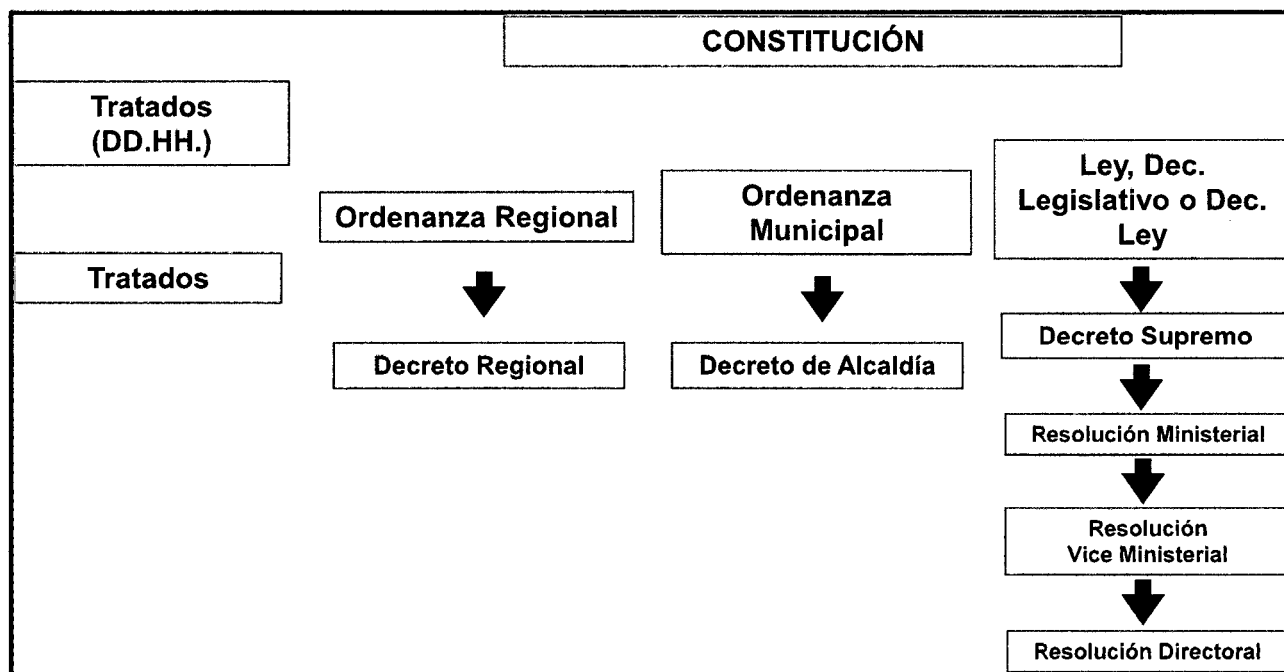 CONSTITUCIÓN
Tratados
(DD.HH.)
Ordenanza Regional
Ordenanza
Municipal
Ley, Dec.
Legislativo o Dec.
Ley
Tratados
Decreto Regional
Decreto de Alcaldía
Decreto Supremo
Resolución Ministerial
Resolución
Vice Ministerial
Resolución Directoral